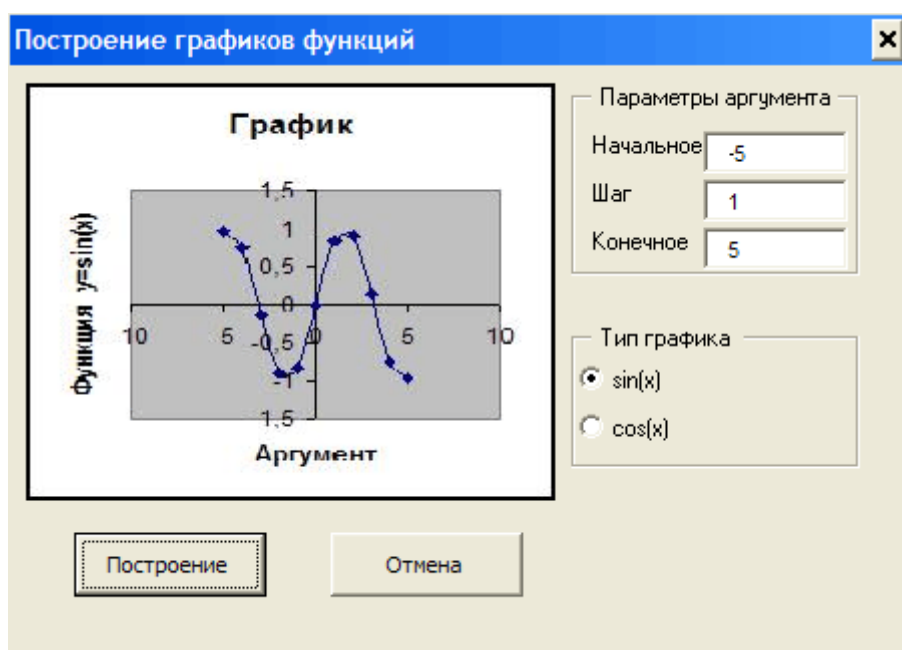 Построение графиков функций
График
Функция y=sin(x)
1,5
1
0,5
0
-0,5
-1
1,5
10 5 0 5 10
Аргумент
Параметры аргумента
Начальное -5
Шаг 1
Конечное 5
Тип графика
sin(x)
cos(x)
Построение Отмена